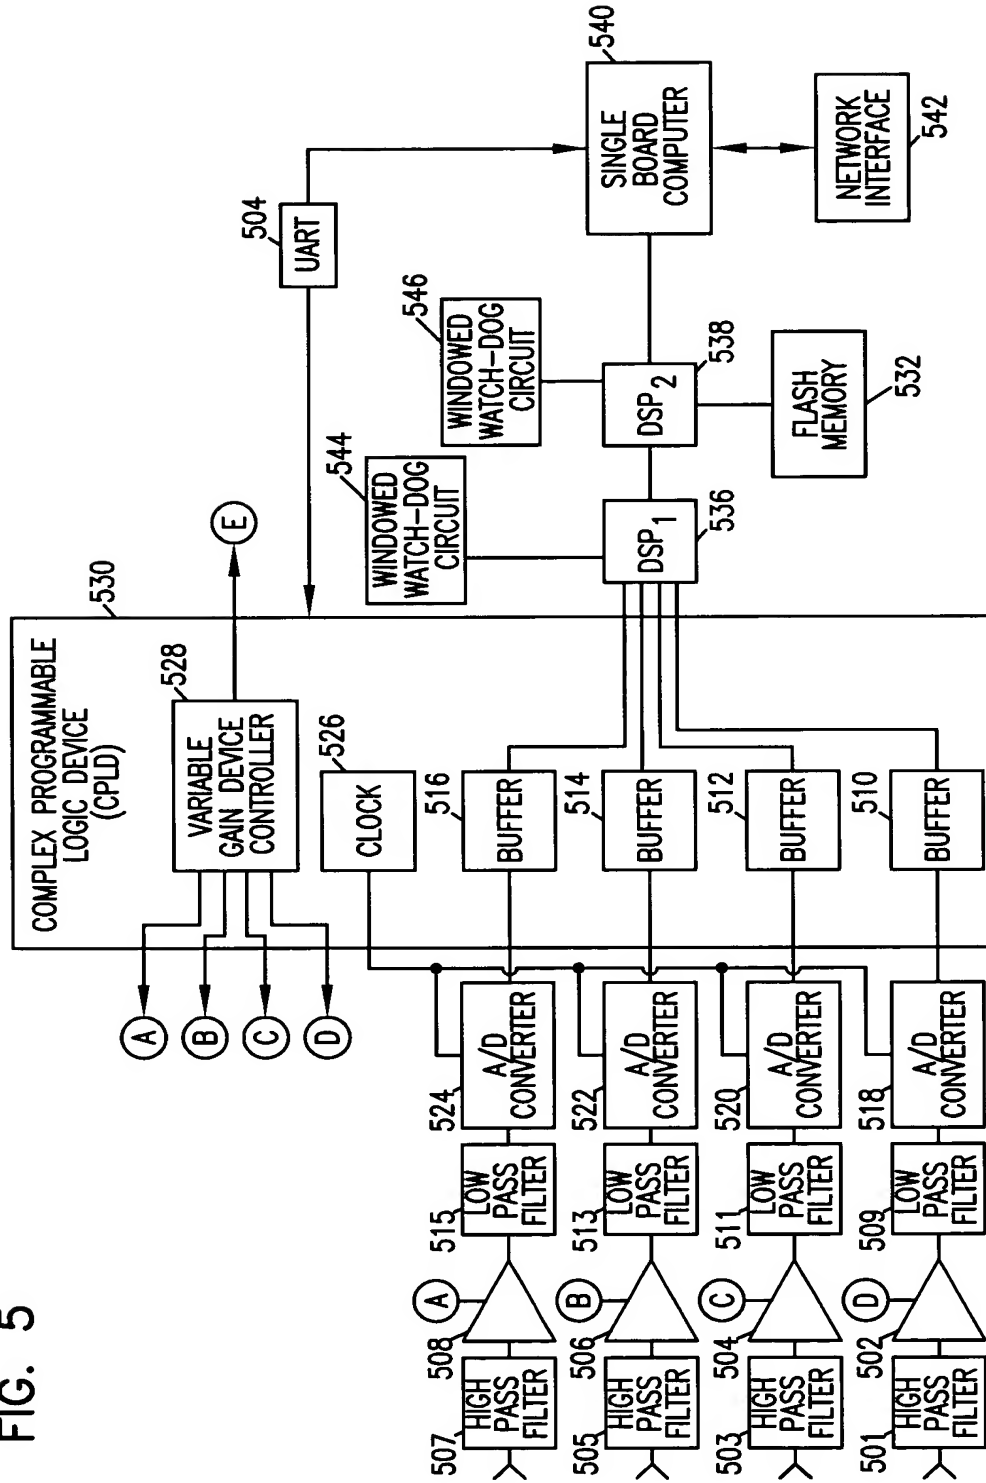 FIG. 5
COMPLEX PROGRAMMABLE
LOGIC DEVICE
(CPLD)
530
VARIABLE
GAIN DEVICE
CONTROLLER
528
A
B
C
D
E
CLOCK
526
UART
504
SINGLE
BOARD
COMPUTER
540
NETWORK
INTERFACE
542
WINDOWED
WATCH-DOG
CIRCUIT
544
WINDOWED
WATCH-DOG
CIRCUIT
546
DSP1
536
DSP2
538
FLASH
MEMORY
532
507
HIGH
PASS
FILTER
508
A
515
LOW
PASS
FILTER
524
A/D
CONVERTER
516
BUFFER
505
HIGH
PASS
FILTER
506
B
513
LOW
PASS
FILTER
522
A/D
CONVERTER
514
BUFFER
503
HIGH
PASS
FILTER
504
C
511
LOW
PASS
FILTER
520
A/D
CONVERTER
512
BUFFER
501
HIGH
PASS
FILTER
502
D
509
LOW
PASS
FILTER
518
A/D
CONVERTER
510
BUFFER